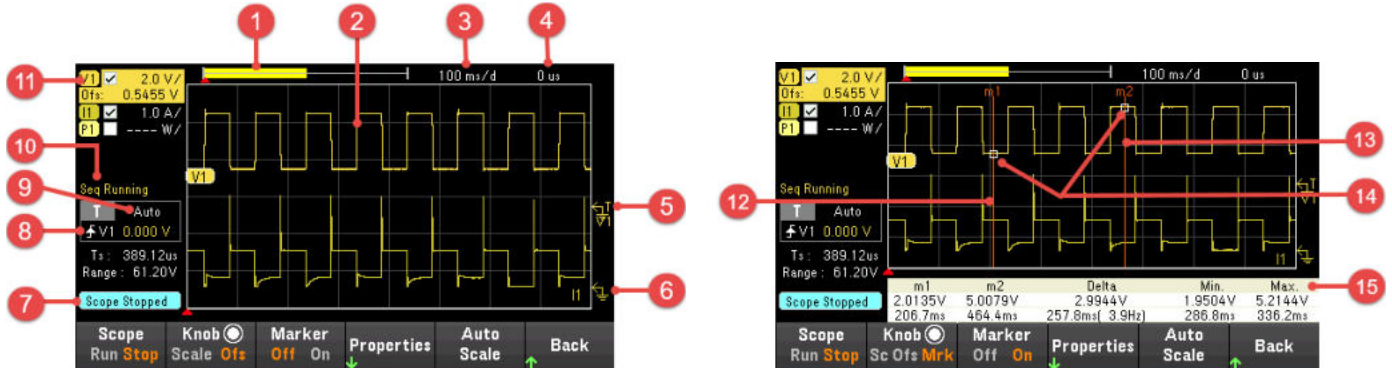 1
2
3
4
11
V1 2.0 V/
100 ms/d
0 us
Ofs: 0.5455 V
I1 1.0 A/
P1 ---- W/
10
V1
Seq Running
9
T Auto
T
V1
5
8
V1 0.000 V
Ts: 389.12us
Range: 61.20V
I1
6
7
Scope Stopped
Scope
Run Stop
Knob
Scale Ofs
Marker
Off On
Properties
Auto
Scale
Back
V1 2.0 V/
100 ms/d
0 us
Ofs: 0.5455 V
m1
m2
I1 1.0 A/
P1 ---- W/
13
V1
14
12
Seq Running
T Auto
T
V1
V1 0.000 V
Ts: 389.12us
Range: 61.20V
I1
15
m1 m2 Delta Min. Max.
Scope Stopped
2.0135V 5.0079V 2.9944V 1.9504V 5.2144V
206.7ms 464.4ms 257.8ms( 3.9Hz) 286.8ms 336.2ms
Scope
Run Stop
Knob
Sc Ofs Mrk
Marker
Off On
Properties
Auto
Scale
Back